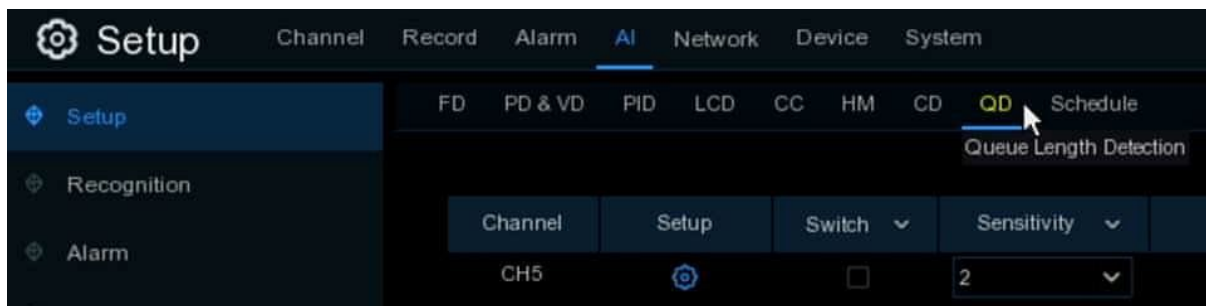 Setup Channel Record Alarm AI Network Device System
Setup FD PD & VD PID LCD CC HM CD QD Schedule
Queue Length Detection
Recognition
Channel Setup Switch Sensitivity
Alarm
CH5 2